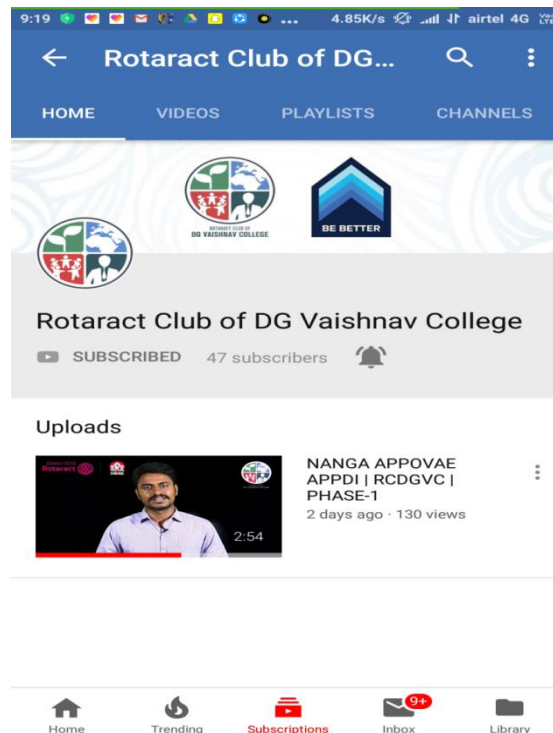 9:19 ... 4.85K/s airtel 4G VoLTE
Rotaract Club of DG...
HOME VIDEOS PLAYLISTS CHANNELS
ROTARACT CLUB OF
DG VAISHNAV COLLEGE
BE BETTER
Rotaract Club of DG Vaishnav College
SUBSCRIBED 47 subscribers
Uploads
Rotaract
2:54
NANGA APPOVAE
APPDI | RCDGVC |
PHASE-1
2 days ago · 130 views
9+
Home Trending Subscriptions Inbox Library